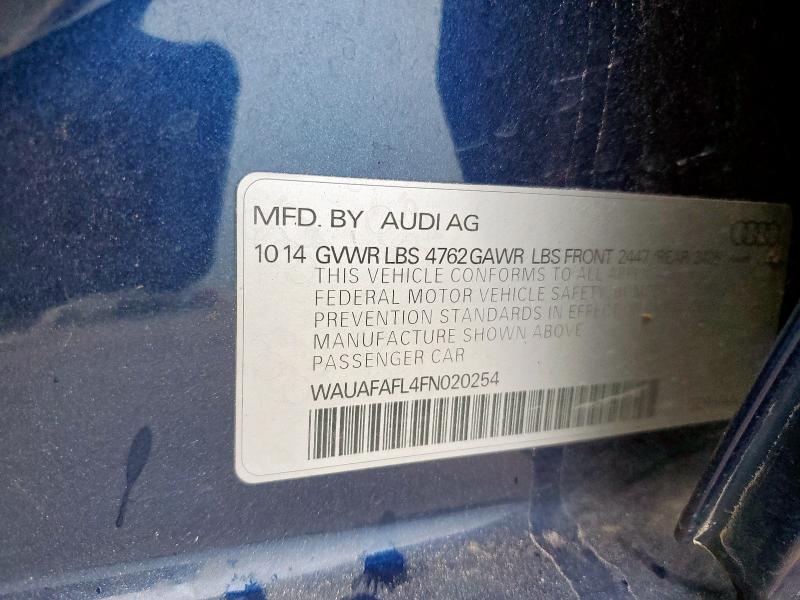 MFD. BY AUDI AG
10 14 GVWR LBS 4762 GAWR LBS FRONT 2447 REAR
THIS VEHICLE CONFORMS TO ALL
FEDERAL MOTOR VEHICLE SAFETY,
PREVENTION STANDARDS IN EFFECT
MANUFACTURE SHOWN ABOVE
PASSENGER CAR
WAUAFAFL4FN020254